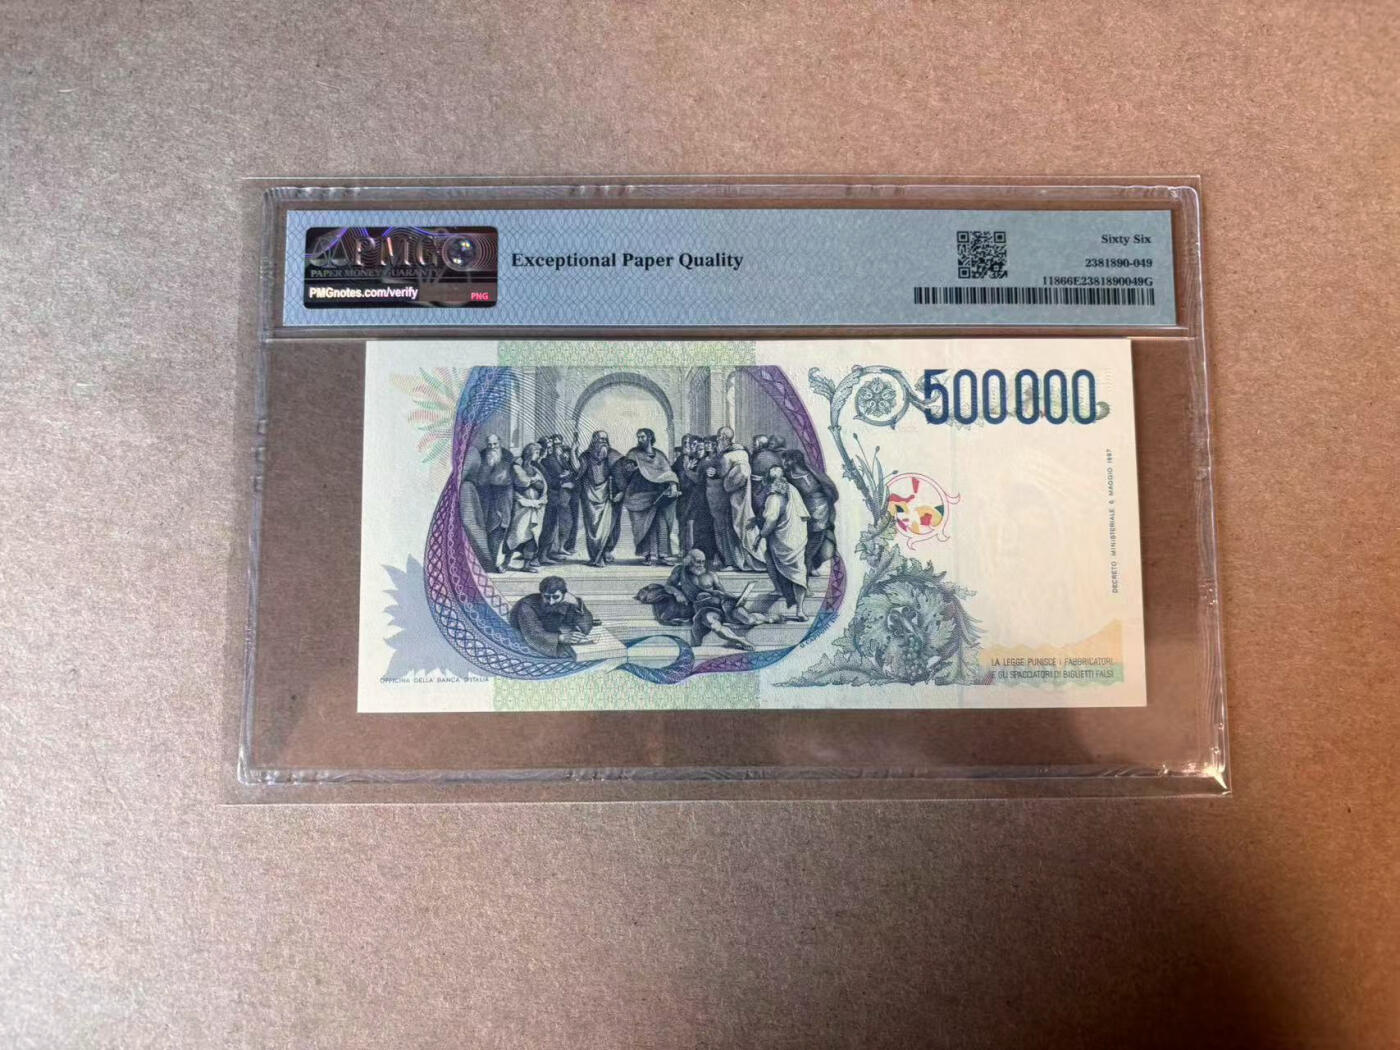 PMG
PAPER MONEY GUARANTY
PMGnotes.com/verify
PNG
Exceptional Paper Quality
Sixty Six
2381890-049
11866E2381890049G
500000
DECRETO MINISTERIALE 6 MAGGIO 1997
OFFICINA DELLA BANCA D'ITALIA
LA LEGGE PUNISCE I FABBRICATORI
E GLI SPACCIATORI DI BIGLIETTI FALSI